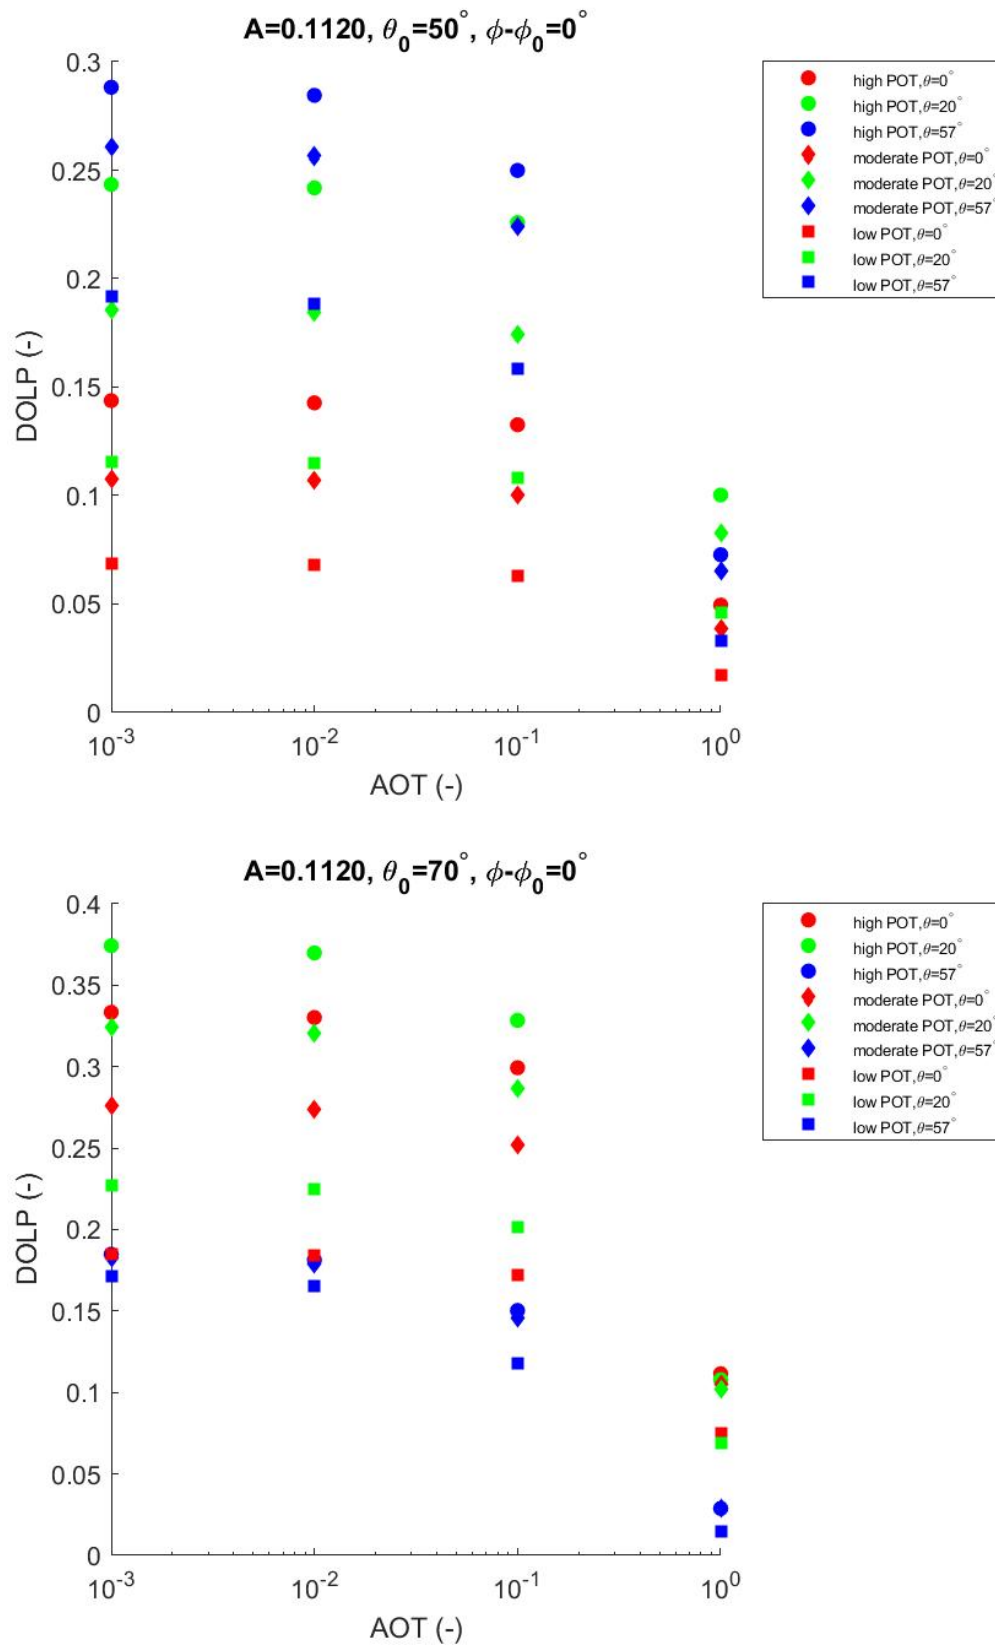 A=0.1120, θ₀=50°, ϕ-ϕ₀=0°
0.3
0.25
0.2
0.15
0.1
0.05
0
DOLP (-)
10⁻³ 10⁻² 10⁻¹ 10⁰
AOT (-)
high POT,θ=0°
high POT,θ=20°
high POT,θ=57°
moderate POT,θ=0°
moderate POT,θ=20°
moderate POT,θ=57°
low POT,θ=0°
low POT,θ=20°
low POT,θ=57°
A=0.1120, θ₀=70°, ϕ-ϕ₀=0°
0.4
0.35
0.3
0.25
0.2
0.15
0.1
0.05
0
DOLP (-)
10⁻³ 10⁻² 10⁻¹ 10⁰
AOT (-)
high POT,θ=0°
high POT,θ=20°
high POT,θ=57°
moderate POT,θ=0°
moderate POT,θ=20°
moderate POT,θ=57°
low POT,θ=0°
low POT,θ=20°
low POT,θ=57°